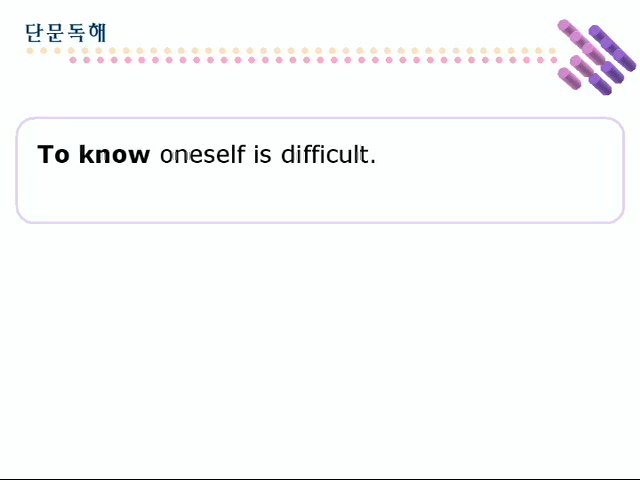 단문독해
To know oneself is difficult.